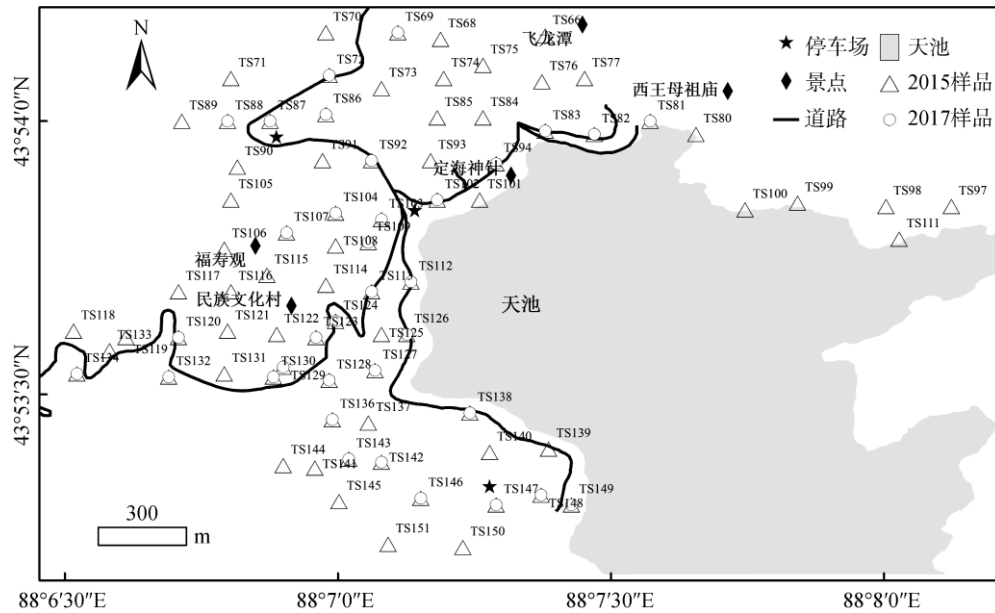 N
TS70
TS69
TS68
TS66
飞龙潭
TS75
TS72
TS71
TS73
TS74
TS76
TS77
西王母祖庙
停车场
天池
景点
2015样品
道路
2017样品
43°54′0″N
TS89
TS88
TS87
TS86
TS85
TS84
TS83
TS82
TS81
TS80
TS90
TS91
TS92
TS93
TS94
定海神针
TS105
TS104
TS103
TS102
TS101
TS100
TS99
TS98
TS97
TS107
TS106
TS108
TS109
TS111
福寿观
TS115
TS112
TS117
TS116
TS114
TS113
民族文化村
天池
TS118
TS133
TS120
TS121
TS122
TS123
TS124
TS125
TS126
TS134
TS119
TS132
TS131
TS130
TS129
TS128
TS127
43°53′30″N
TS136
TS137
TS138
TS144
TS141
TS143
TS142
TS140
TS139
TS145
TS146
TS147
TS148
TS149
TS151
TS150
300
m
88°6′30″E
88°7′0″E
88°7′30″E
88°8′0″E